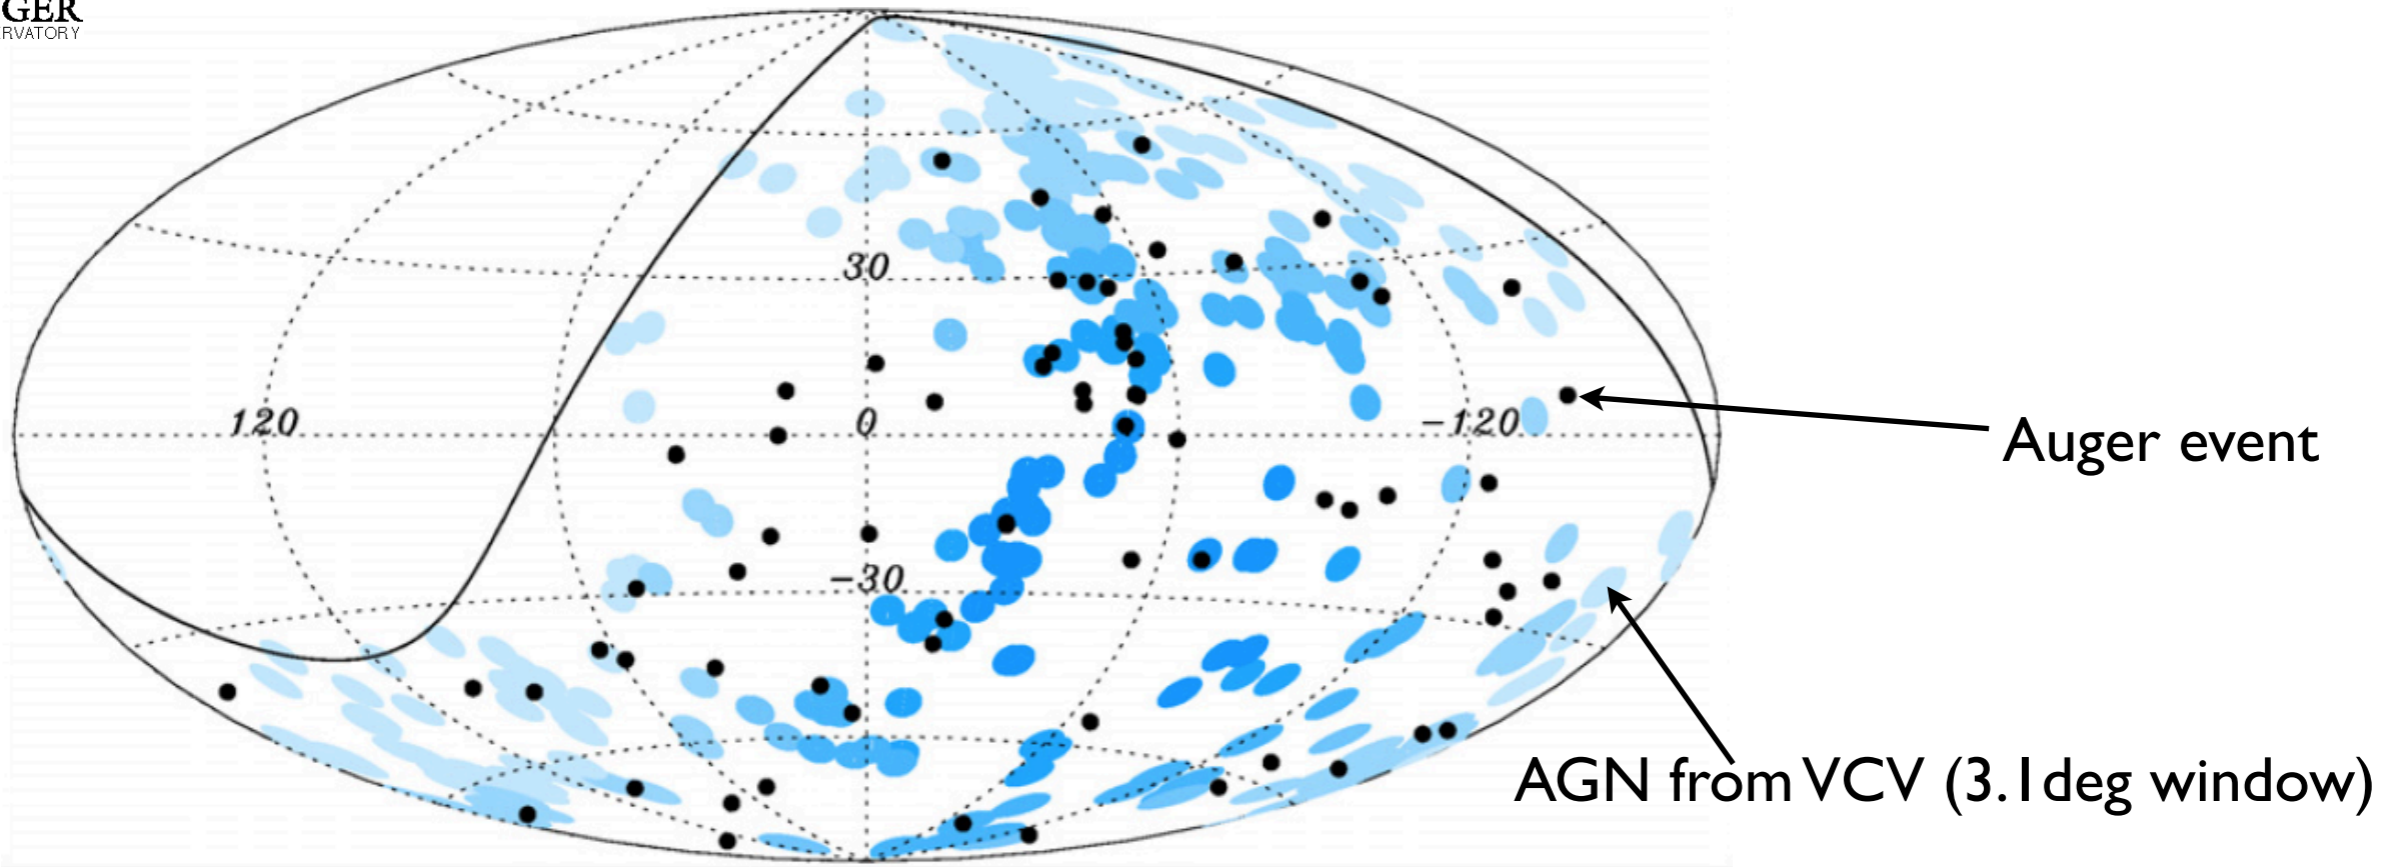 GER
RVATORY
30
120
0
-120
Auger event
-30
AGN from VCV (3.1deg window)